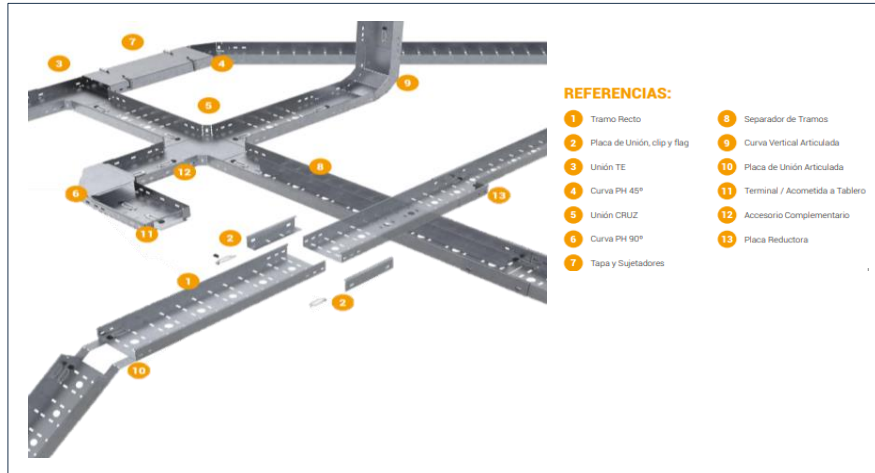 7
3
4
5
9
8
12
6
13
11
2
1
2
10
REFERENCIAS:
1 Tramo Recto
2 Placa de Unión, clip y flag
3 Unión TE
4 Curva PH 45º
5 Unión CRUZ
6 Curva PH 90º
7 Tapa y Sujetadores
8 Separador de Tramos
9 Curva Vertical Articulada
10 Placa de Unión Articulada
11 Terminal / Acometida a Tablero
12 Accesorio Complementario
13 Placa Reductora